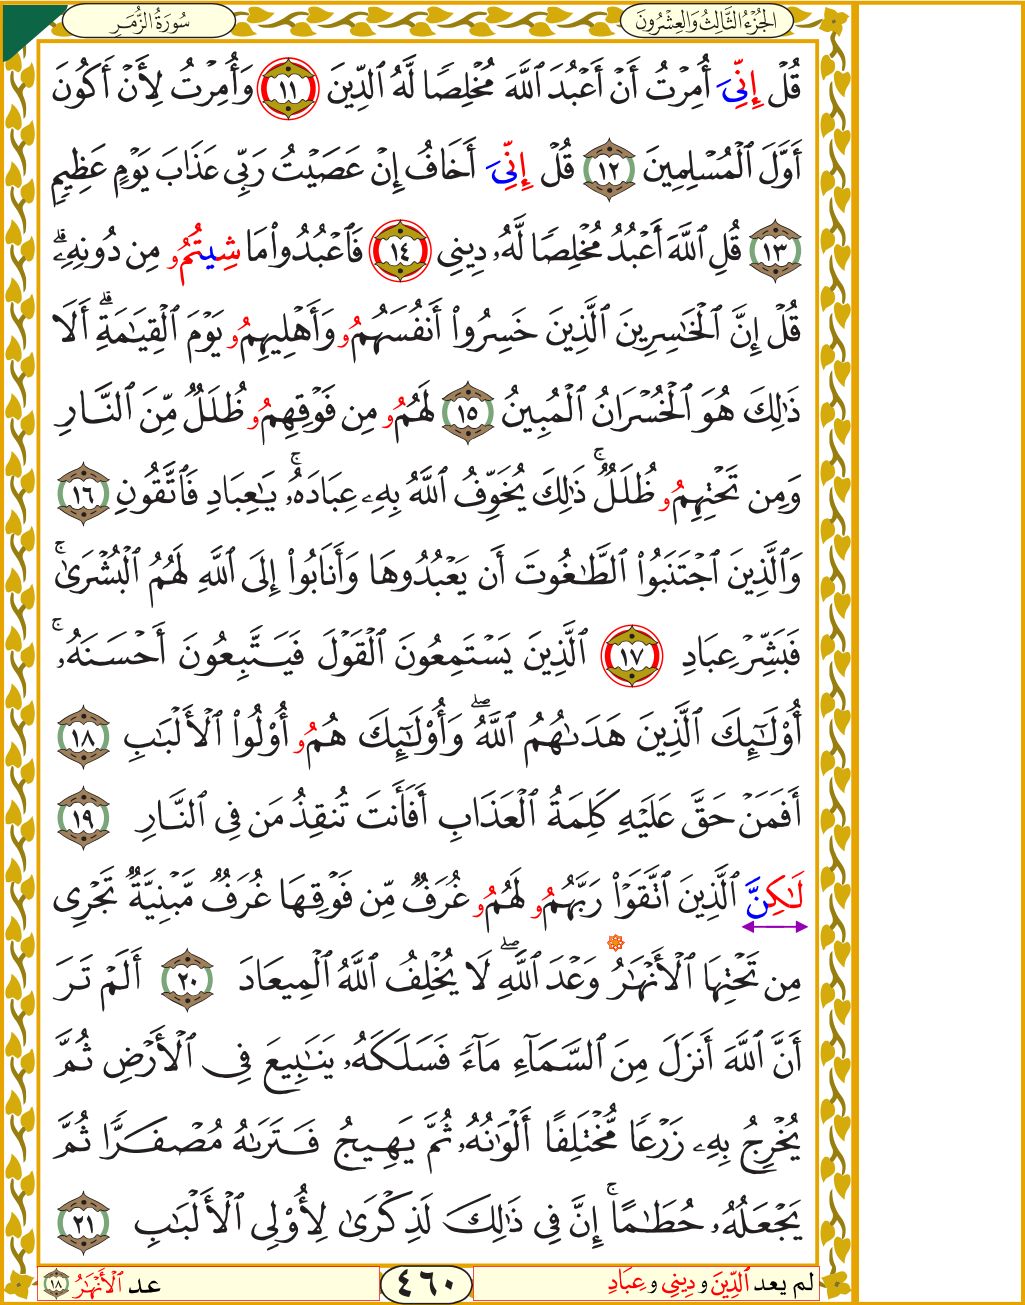 الجُزْءُ الثَّالِثُ وَالعِشْرُونَ
سُورَةُ الزُّمَرِ
قُلْ إِنِّىَ أُمِرْتُ أَنْ أَعْبُدَ ٱللَّهَ مُخْلِصًا لَّهُ ٱلدِّينَ ١١ وَأُمِرْتُ لِأَنْ أَكُونَ
أَوَّلَ ٱلْمُسْلِمِينَ ١٢ قُلْ إِنِّىَ أَخَافُ إِنْ عَصَيْتُ رَبِّى عَذَابَ يَوْمٍ عَظِيمٍ
١٣ قُلِ ٱللَّهَ أَعْبُدُ مُخْلِصًا لَّهُۥ دِينِى ١٤ فَٱعْبُدُوا۟ مَا شِيتُمُۥ مِن دُونِهِۦۗ
قُلْ إِنَّ ٱلْخَـٰسِرِينَ ٱلَّذِينَ خَسِرُوا۟ أَنفُسَهُمُۥ وَأَهْلِيهِمُۥ يَوْمَ ٱلْقِيَـٰمَةِۗ أَلَا
ذَٰلِكَ هُوَ ٱلْخُسْرَانُ ٱلْمُبِينُ ١٥ لَهُمُۥ مِن فَوْقِهِمُۥ ظُلَلٌ مِّنَ ٱلنَّارِ
وَمِن تَحْتِهِمُۥ ظُلَلٌۚ ذَٰلِكَ يُخَوِّفُ ٱللَّهُ بِهِۦ عِبَادَهُۥۚ يَـٰعِبَادِ فَٱتَّقُونِ ١٦
وَٱلَّذِينَ ٱجْتَنَبُوا۟ ٱلطَّـٰغُوتَ أَن يَعْبُدُوهَا وَأَنَابُوا۟ إِلَى ٱللَّهِ لَهُمُ ٱلْبُشْرَىٰۚ
فَبَشِّرْ عِبَادِ ١٧ ٱلَّذِينَ يَسْتَمِعُونَ ٱلْقَوْلَ فَيَتَّبِعُونَ أَحْسَنَهُۥۚ
أُو۟لَـٰٓئِكَ ٱلَّذِينَ هَدَىٰهُمُ ٱللَّهُۖ وَأُو۟لَـٰٓئِكَ هُمُۥ أُو۟لُوا۟ ٱلْأَلْبَـٰبِ ١٨
أَفَمَنْ حَقَّ عَلَيْهِ كَلِمَةُ ٱلْعَذَابِ أَفَأَنتَ تُنقِذُ مَن فِى ٱلنَّارِ ١٩
لَـٰكِنَّ ٱلَّذِينَ ٱتَّقَوْا۟ رَبَّهُمُۥ لَهُمُۥ غُرَفٌ مِّن فَوْقِهَا غُرَفٌ مَّبْنِيَّةٌ تَجْرِى
مِن تَحْتِهَا ٱلْأَنْهَـٰرُ وَعْدَ ٱللَّهِۖ لَا يُخْلِفُ ٱللَّهُ ٱلْمِيعَادَ ٢٠ أَلَمْ تَرَ
أَنَّ ٱللَّهَ أَنزَلَ مِنَ ٱلسَّمَآءِ مَآءً فَسَلَكَهُۥ يَنَـٰبِيعَ فِى ٱلْأَرْضِ ثُمَّ
يُخْرِجُ بِهِۦ زَرْعًا مُّخْتَلِفًا أَلْوَٰنُهُۥ ثُمَّ يَهِيجُ فَتَرَىٰهُ مُصْفَرًّا ثُمَّ
يَجْعَلُهُۥ حُطَـٰمًاۚ إِنَّ فِى ذَٰلِكَ لَذِكْرَىٰ لِأُو۟لِى ٱلْأَلْبَـٰبِ ٢١
لم يعد ٱلدِّينَ و دِينِى و عِبَادِ
٤٦٠
عد ٱلْأَنْهَـٰرُ ١٨